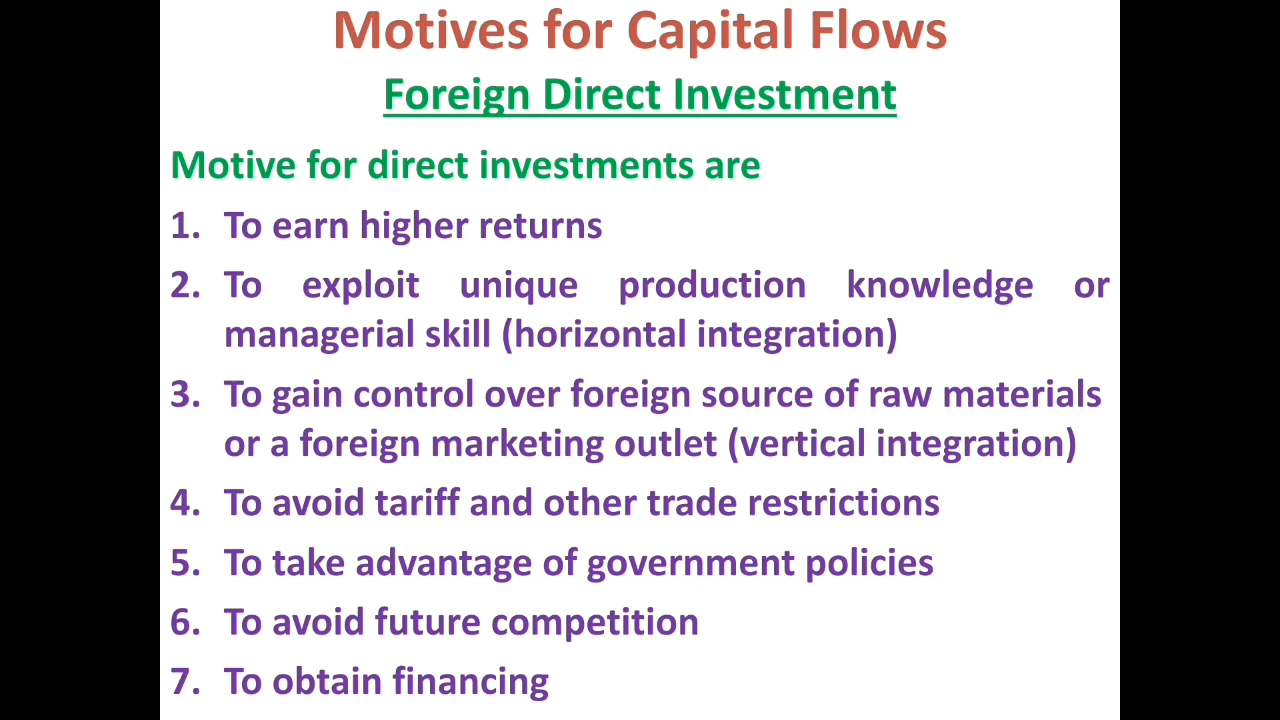 Motives for Capital Flows
Foreign Direct Investment
Motive for direct investments are
1. To earn higher returns
2. To exploit unique production knowledge or
managerial skill (horizontal integration)
3. To gain control over foreign source of raw materials
or a foreign marketing outlet (vertical integration)
4. To avoid tariff and other trade restrictions
5. To take advantage of government policies
6. To avoid future competition
7. To obtain financing